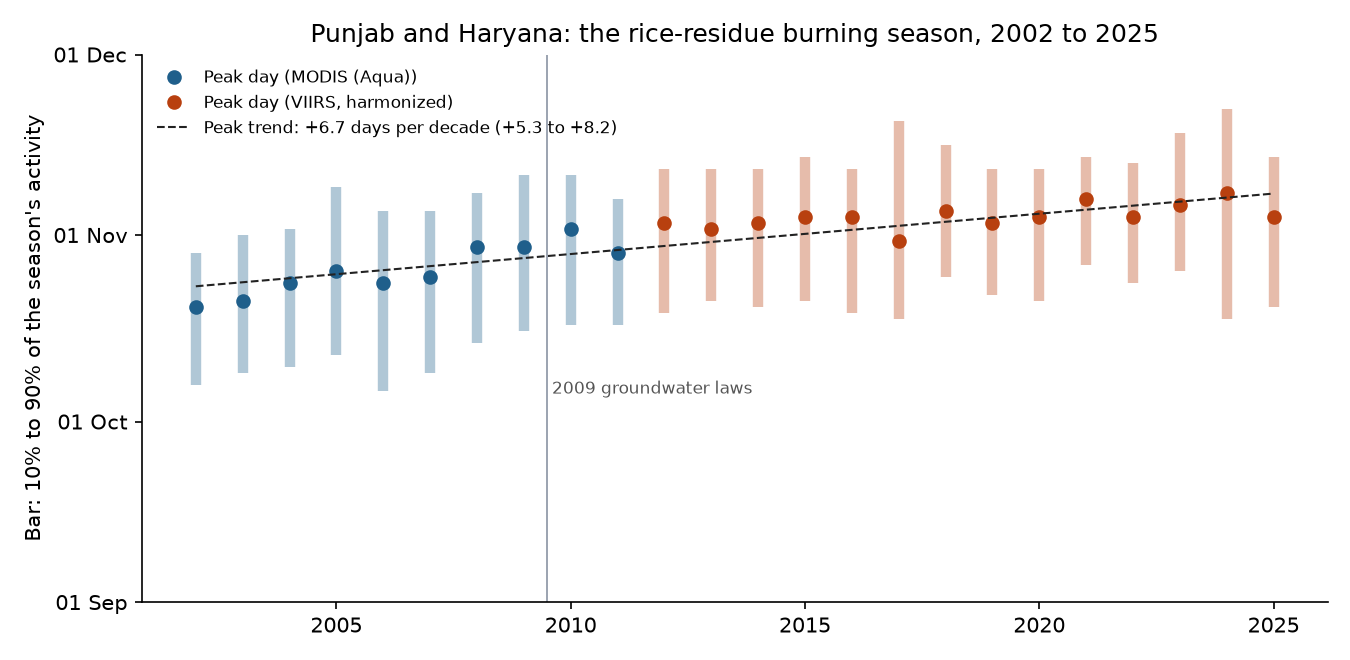 Punjab and Haryana: the rice-residue burning season, 2002 to 2025
Bar: 10% to 90% of the season's activity
01 Dec
01 Nov
01 Oct
01 Sep
Peak day (MODIS (Aqua))
Peak day (VIIRS, harmonized)
Peak trend: +6.7 days per decade (+5.3 to +8.2)
2009 groundwater laws
2005
2010
2015
2020
2025